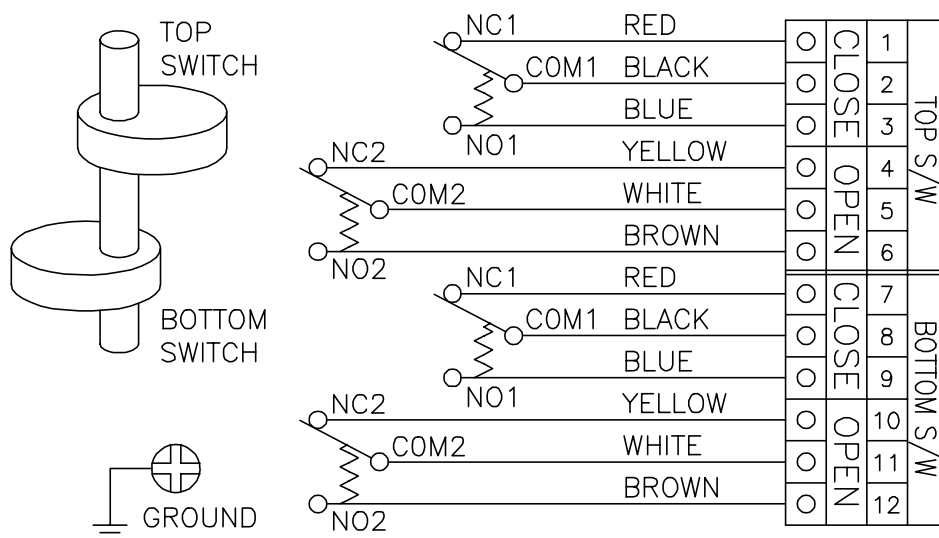 TOP
SWITCH
BOTTOM
SWITCH
GROUND
NC1 RED
COM1 BLACK
NO1 BLUE
NC2 YELLOW
COM2 WHITE
NO2 BROWN
NC1 RED
COM1 BLACK
NO1 BLUE
NC2 YELLOW
COM2 WHITE
NO2 BROWN
CLOSE
OPEN
CLOSE
OPEN
1
2
3
4
5
6
7
8
9
10
11
12
TOP S/W
BOTTOM S/W